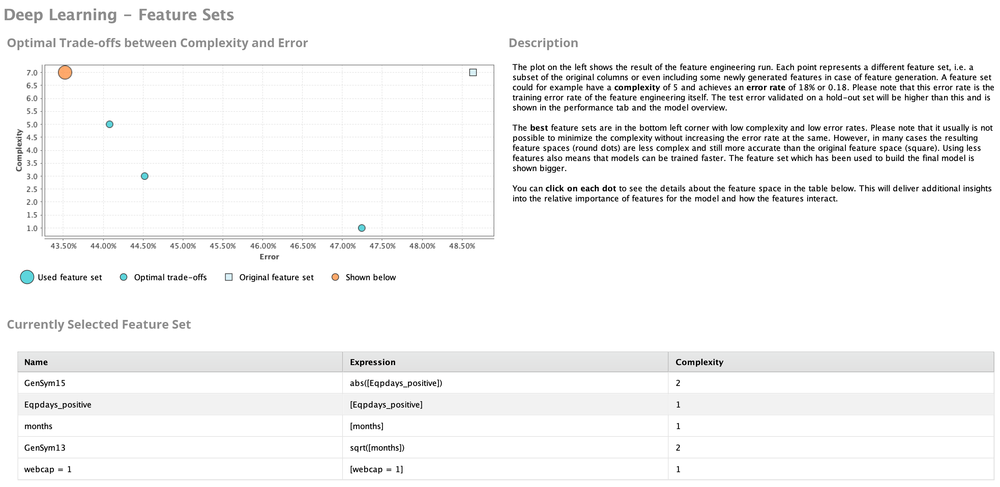 Deep Learning – Feature Sets
Optimal Trade-offs between Complexity and Error
7.0
6.5
6.0
5.5
5.0
4.5
4.0
3.5
3.0
2.5
2.0
1.5
1.0
Complexity
43.50% 44.00% 44.50% 45.00% 45.50% 46.00% 46.50% 47.00% 47.50% 48.00% 48.50%
Error
Used feature set Optimal trade-offs Original feature set Shown below
Description
The plot on the left shows the result of the feature engineering run. Each point represents a different feature set, i.e. a
subset of the original columns or even including some newly generated features in case of feature generation. A feature set
could for example have a complexity of 5 and achieves an error rate of 18% or 0.18. Please note that this error rate is the
training error rate of the feature engineering itself. The test error validated on a hold-out set will be higher than this and is
shown in the performance tab and the model overview.
The best feature sets are in the bottom left corner with low complexity and low error rates. Please note that it usually is not
possible to minimize the complexity without increasing the error rate at the same. However, in many cases the resulting
feature spaces (round dots) are less complex and still more accurate than the original feature space (square). Using less
features also means that models can be trained faster. The feature set which has been used to build the final model is
shown bigger.
You can click on each dot to see the details about the feature space in the table below. This will deliver additional insights
into the relative importance of features for the model and how the features interact.
Currently Selected Feature Set
Name Expression Complexity
GenSym15 abs([Eqpdays_positive]) 2
Eqpdays_positive [Eqpdays_positive] 1
months [months] 1
GenSym13 sqrt([months]) 2
webcap = 1 [webcap = 1] 1